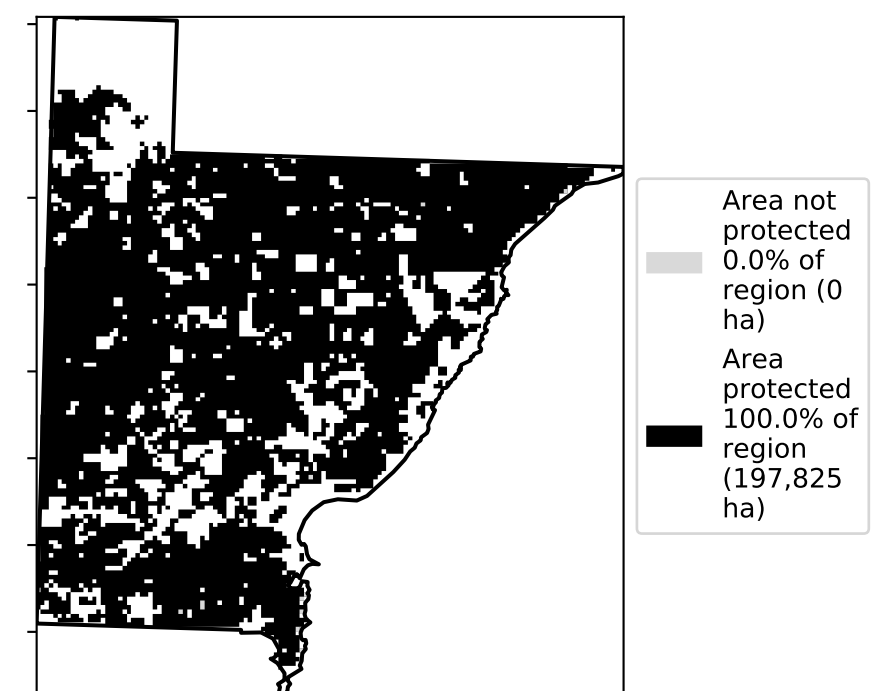 Area not
protected
0.0% of
region (0
ha)
Area
protected
100.0% of
region
(197,825
ha)